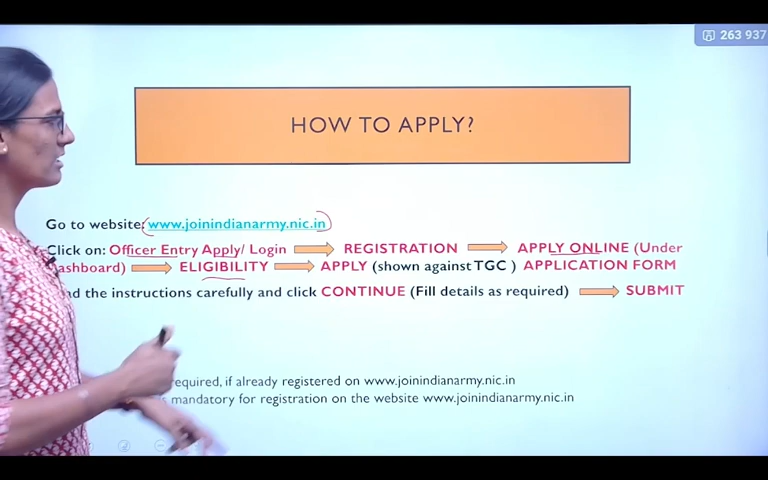 263 937
HOW TO APPLY?
Go to website: www.joinindianarmy.nic.in
Click on: Officer Entry Apply/ Login REGISTRATION APPLY ONLINE (Under
ashboard) ELIGIBILITY APPLY (shown against TGC ) APPLICATION FORM
the instructions carefully and click CONTINUE (Fill details as required) SUBMIT
required, if already registered on www.joinindianarmy.nic.in
mandatory for registration on the website www.joinindianarmy.nic.in